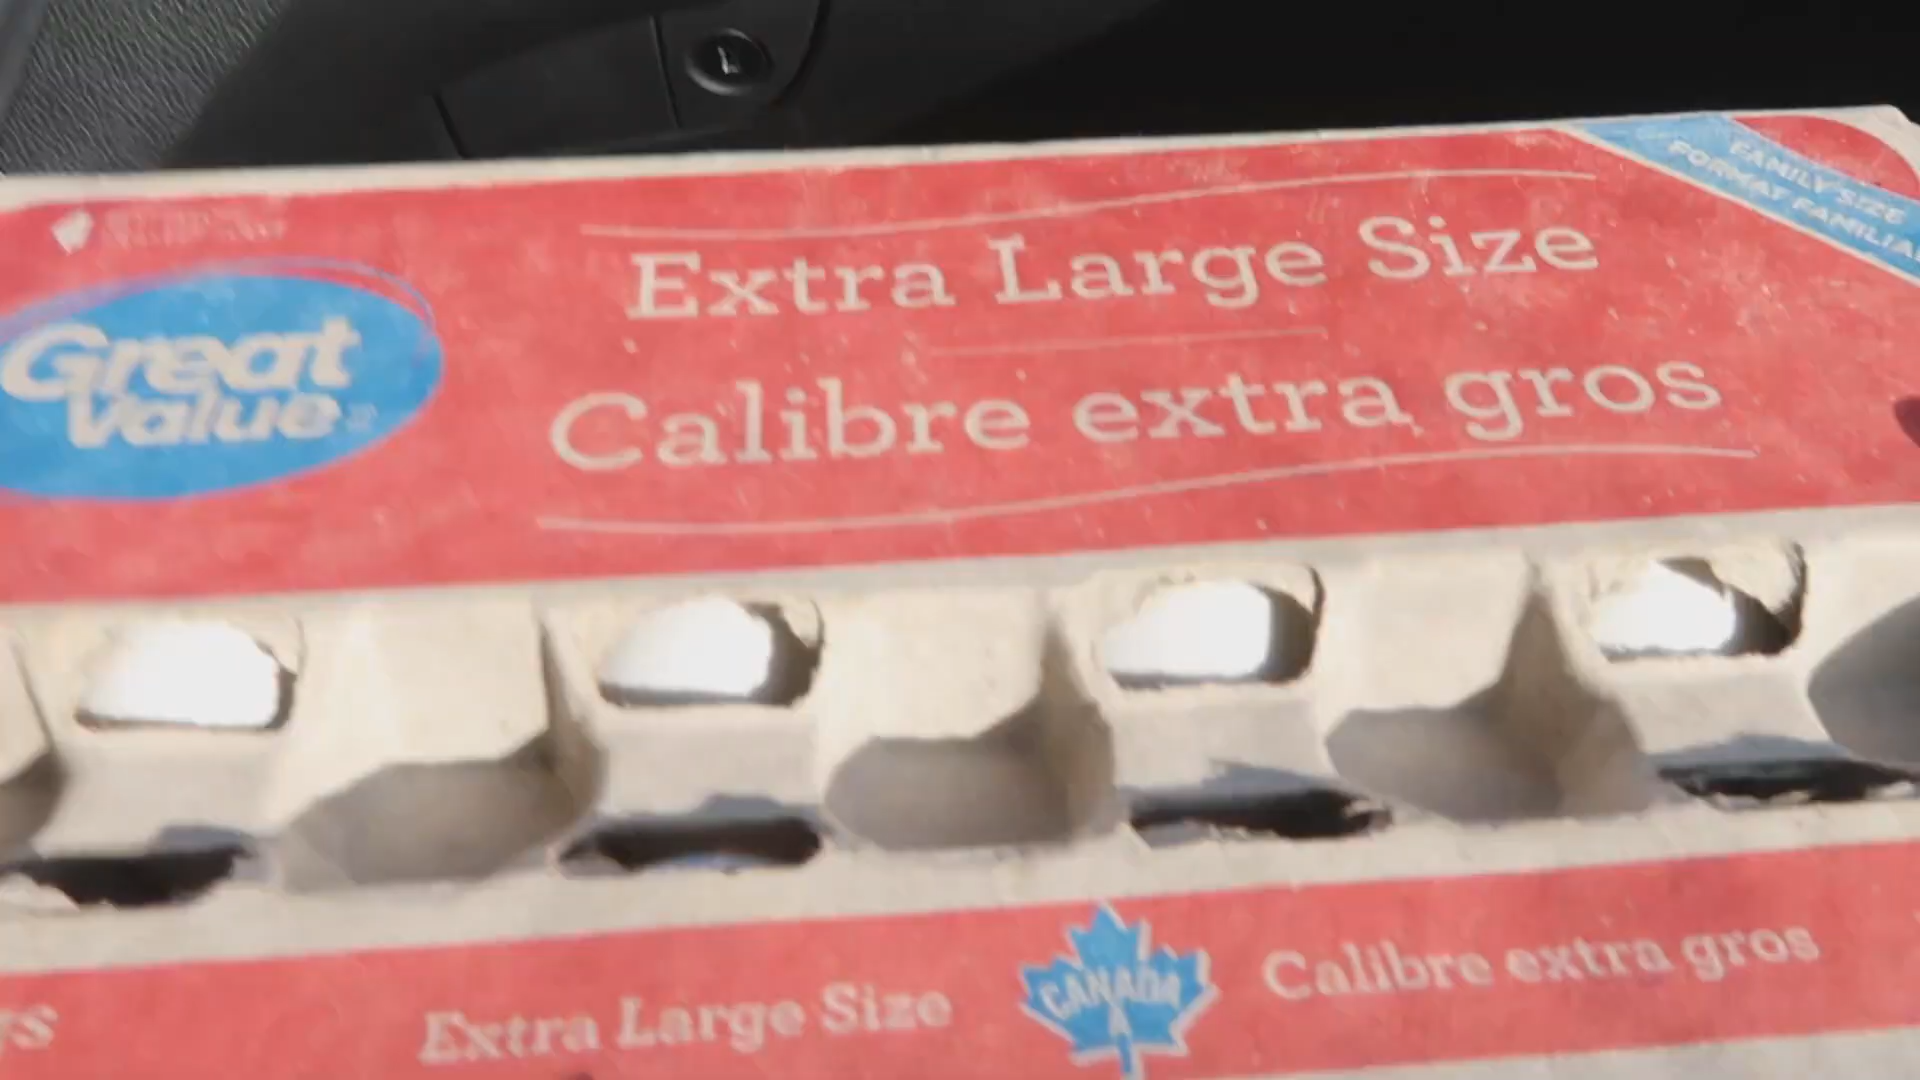 Great
Value
Extra Large Size
Calibre extra gros
FAMILY SIZE
FORMAT FAMILIAL
Extra Large Size
CANADA
A
Calibre extra gros